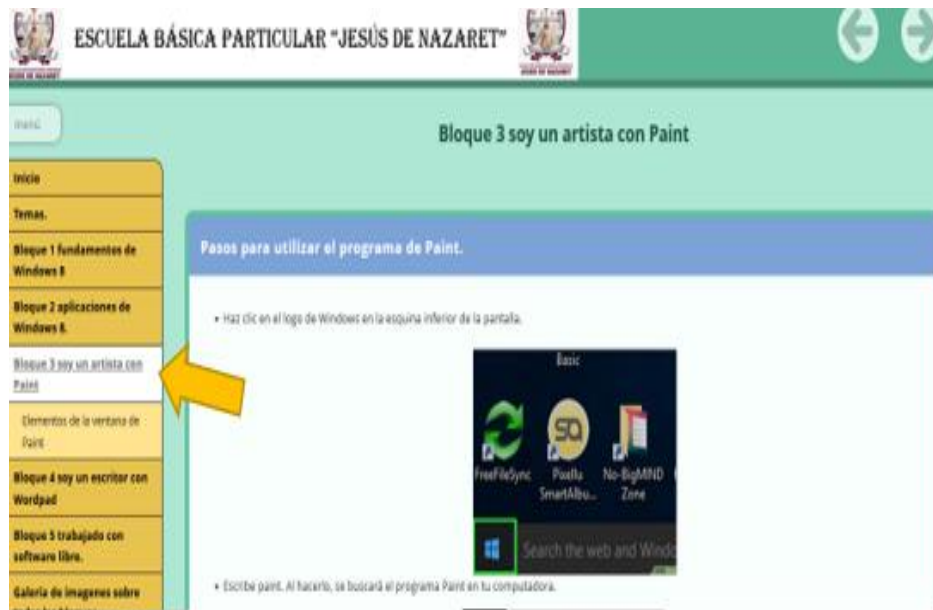 ESCUELA BÁSICA PARTICULAR "JESÚS DE NAZARET"
menú
Bloque 3 soy un artista con Paint
Inicio
Temas.
Bloque 1 fundamentos de
Windows 8
Bloque 2 aplicaciones de
Windows 8.
Bloque 3 soy un artista con
Paint
Elementos de la ventana de
Paint
Bloque 4 soy un escritor con
Wordpad
Bloque 5 trabajado con
software libre.
Galeria de imagenes sobre
Pasos para utilizar el programa de Paint.
• Haz clic en el logo de Windows en la esquina inferior de la pantalla.
Basic
FreeFileSync
Pixella
SmartAlbu...
No-BigMIND
Zone
Search the web and Windo
• Escribe paint. Al hacerlo, se buscará el programa Paint en tu computadora.